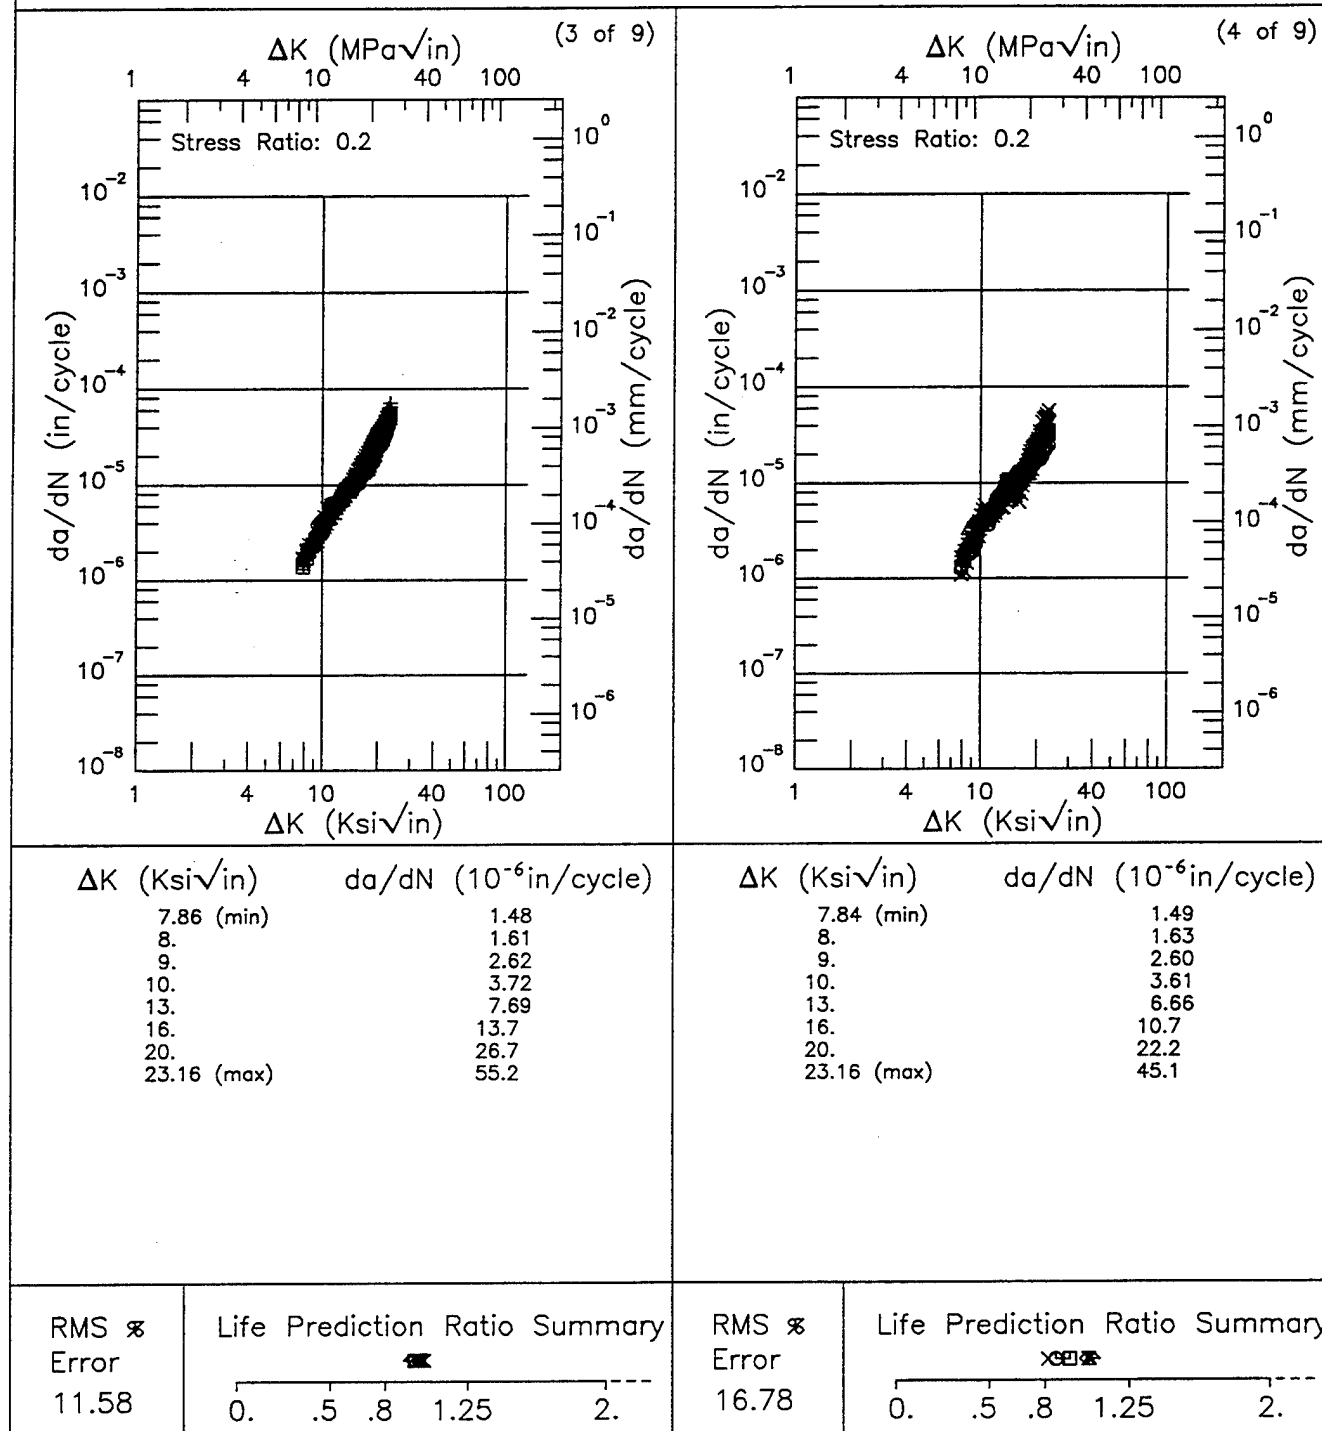 (3 of 9)
ΔK (MPa√in)
1 4 10 40 100
Stress Ratio: 0.2
10⁰
10⁻²
10⁻¹
10⁻³
10⁻²
10⁻⁴
10⁻³
10⁻⁵
10⁻⁴
10⁻⁶
10⁻⁵
10⁻⁷
10⁻⁶
10⁻⁸
da/dN (in/cycle)
da/dN (mm/cycle)
1 4 10 40 100
ΔK (Ksi√in)
ΔK (Ksi√in) da/dN (10⁻⁶in/cycle)
7.86 (min) 1.48
8. 1.61
9. 2.62
10. 3.72
13. 7.69
16. 13.7
20. 26.7
23.16 (max) 55.2
RMS %
Error
11.58
Life Prediction Ratio Summary
0. .5 .8 1.25 2.
(4 of 9)
ΔK (MPa√in)
1 4 10 40 100
Stress Ratio: 0.2
10⁰
10⁻²
10⁻¹
10⁻³
10⁻²
10⁻⁴
10⁻³
10⁻⁵
10⁻⁴
10⁻⁶
10⁻⁵
10⁻⁷
10⁻⁶
10⁻⁸
da/dN (in/cycle)
da/dN (mm/cycle)
1 4 10 40 100
ΔK (Ksi√in)
ΔK (Ksi√in) da/dN (10⁻⁶in/cycle)
7.84 (min) 1.49
8. 1.63
9. 2.60
10. 3.61
13. 6.66
16. 10.7
20. 22.2
23.16 (max) 45.1
RMS %
Error
16.78
Life Prediction Ratio Summary
0. .5 .8 1.25 2.